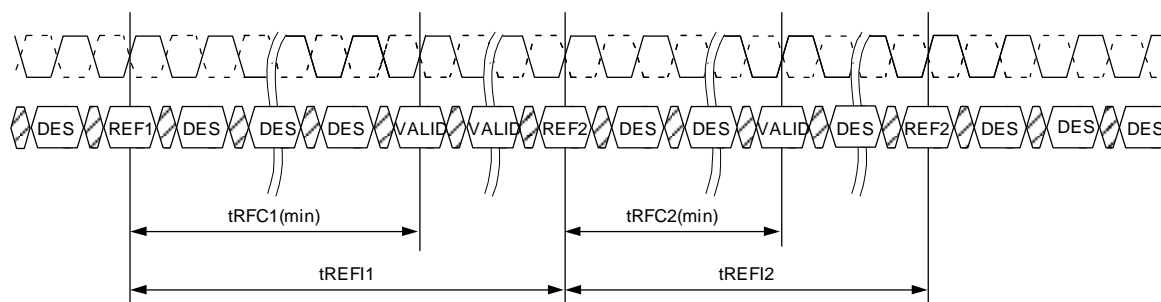 DES REF1 DES DES DES VALID VALID REF2 DES DES VALID DES REF2 DES DES DES
tRFC1(min) tRFC2(min)
tREFI1 tREFI2